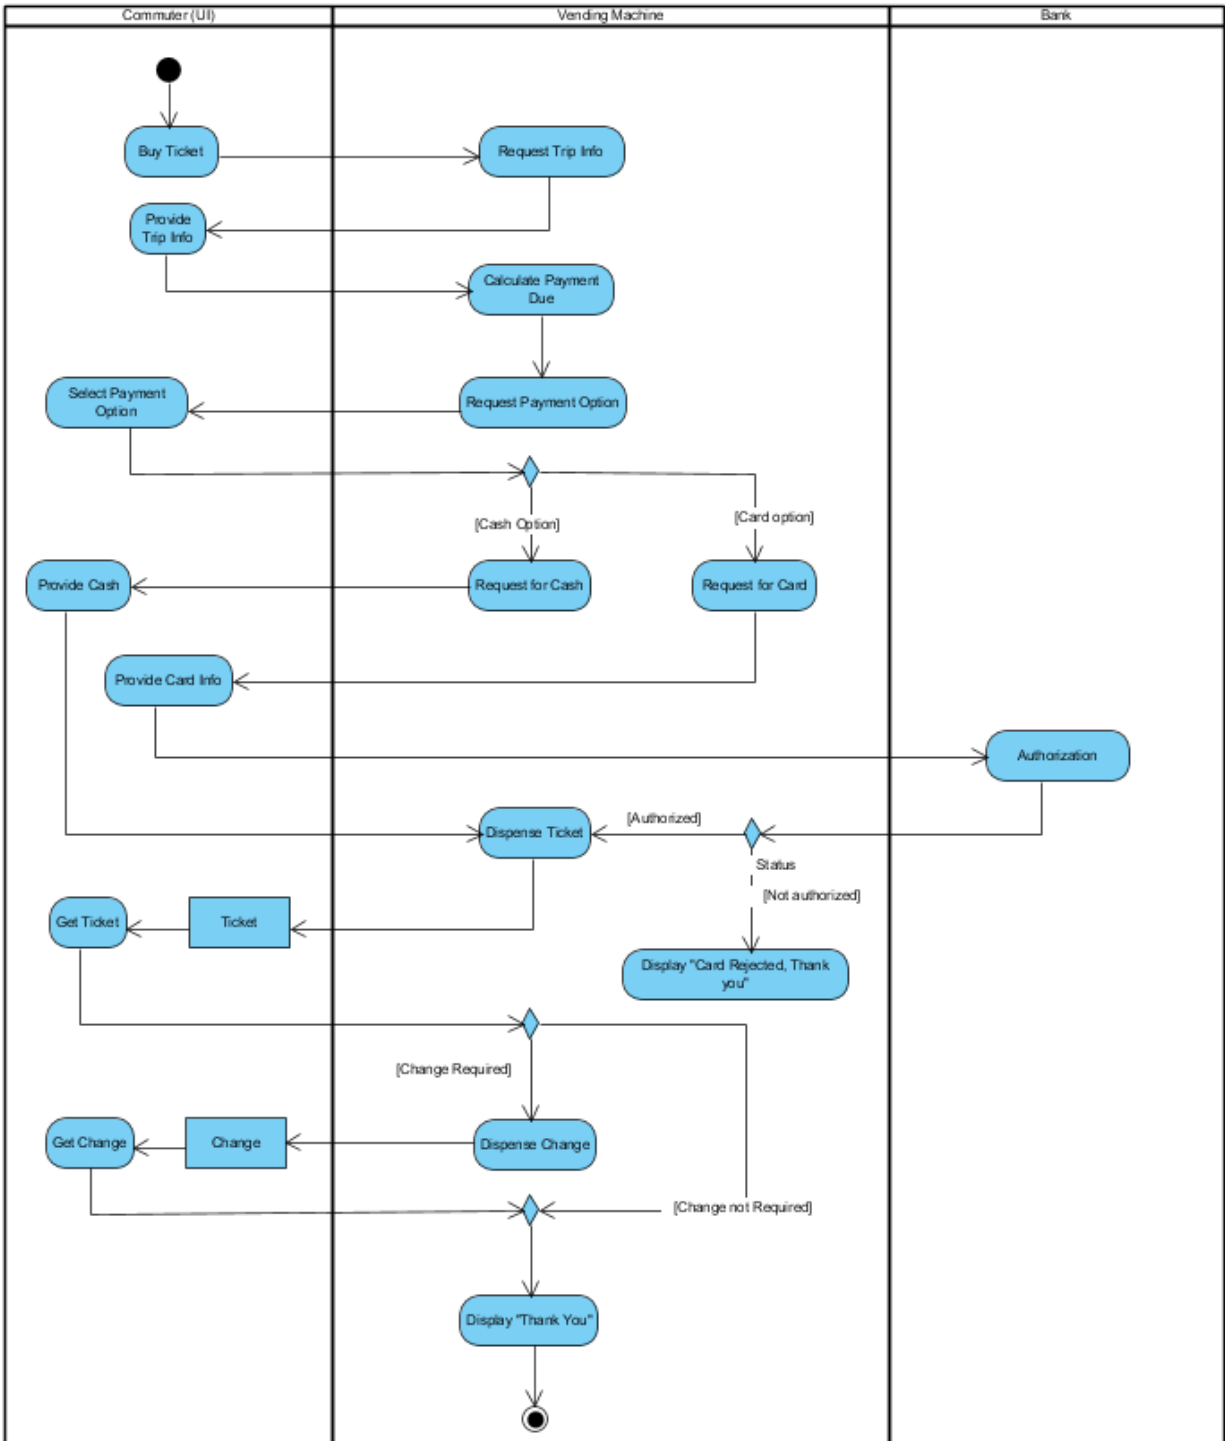 Commuter (UI)
Vending Machine
Bank
Buy Ticket
Request Trip Info
Provide
Trip Info
Calculate Payment
Due
Select Payment
Option
Request Payment Option
[Cash Option]
[Card option]
Provide Cash
Request for Cash
Request for Card
Provide Card Info
Authorization
Dispense Ticket
[Authorized]
Status
[Not authorized]
Get Ticket
Ticket
Display "Card Rejected, Thank
you"
[Change Required]
Get Change
Change
Dispense Change
[Change not Required]
Display "Thank You"